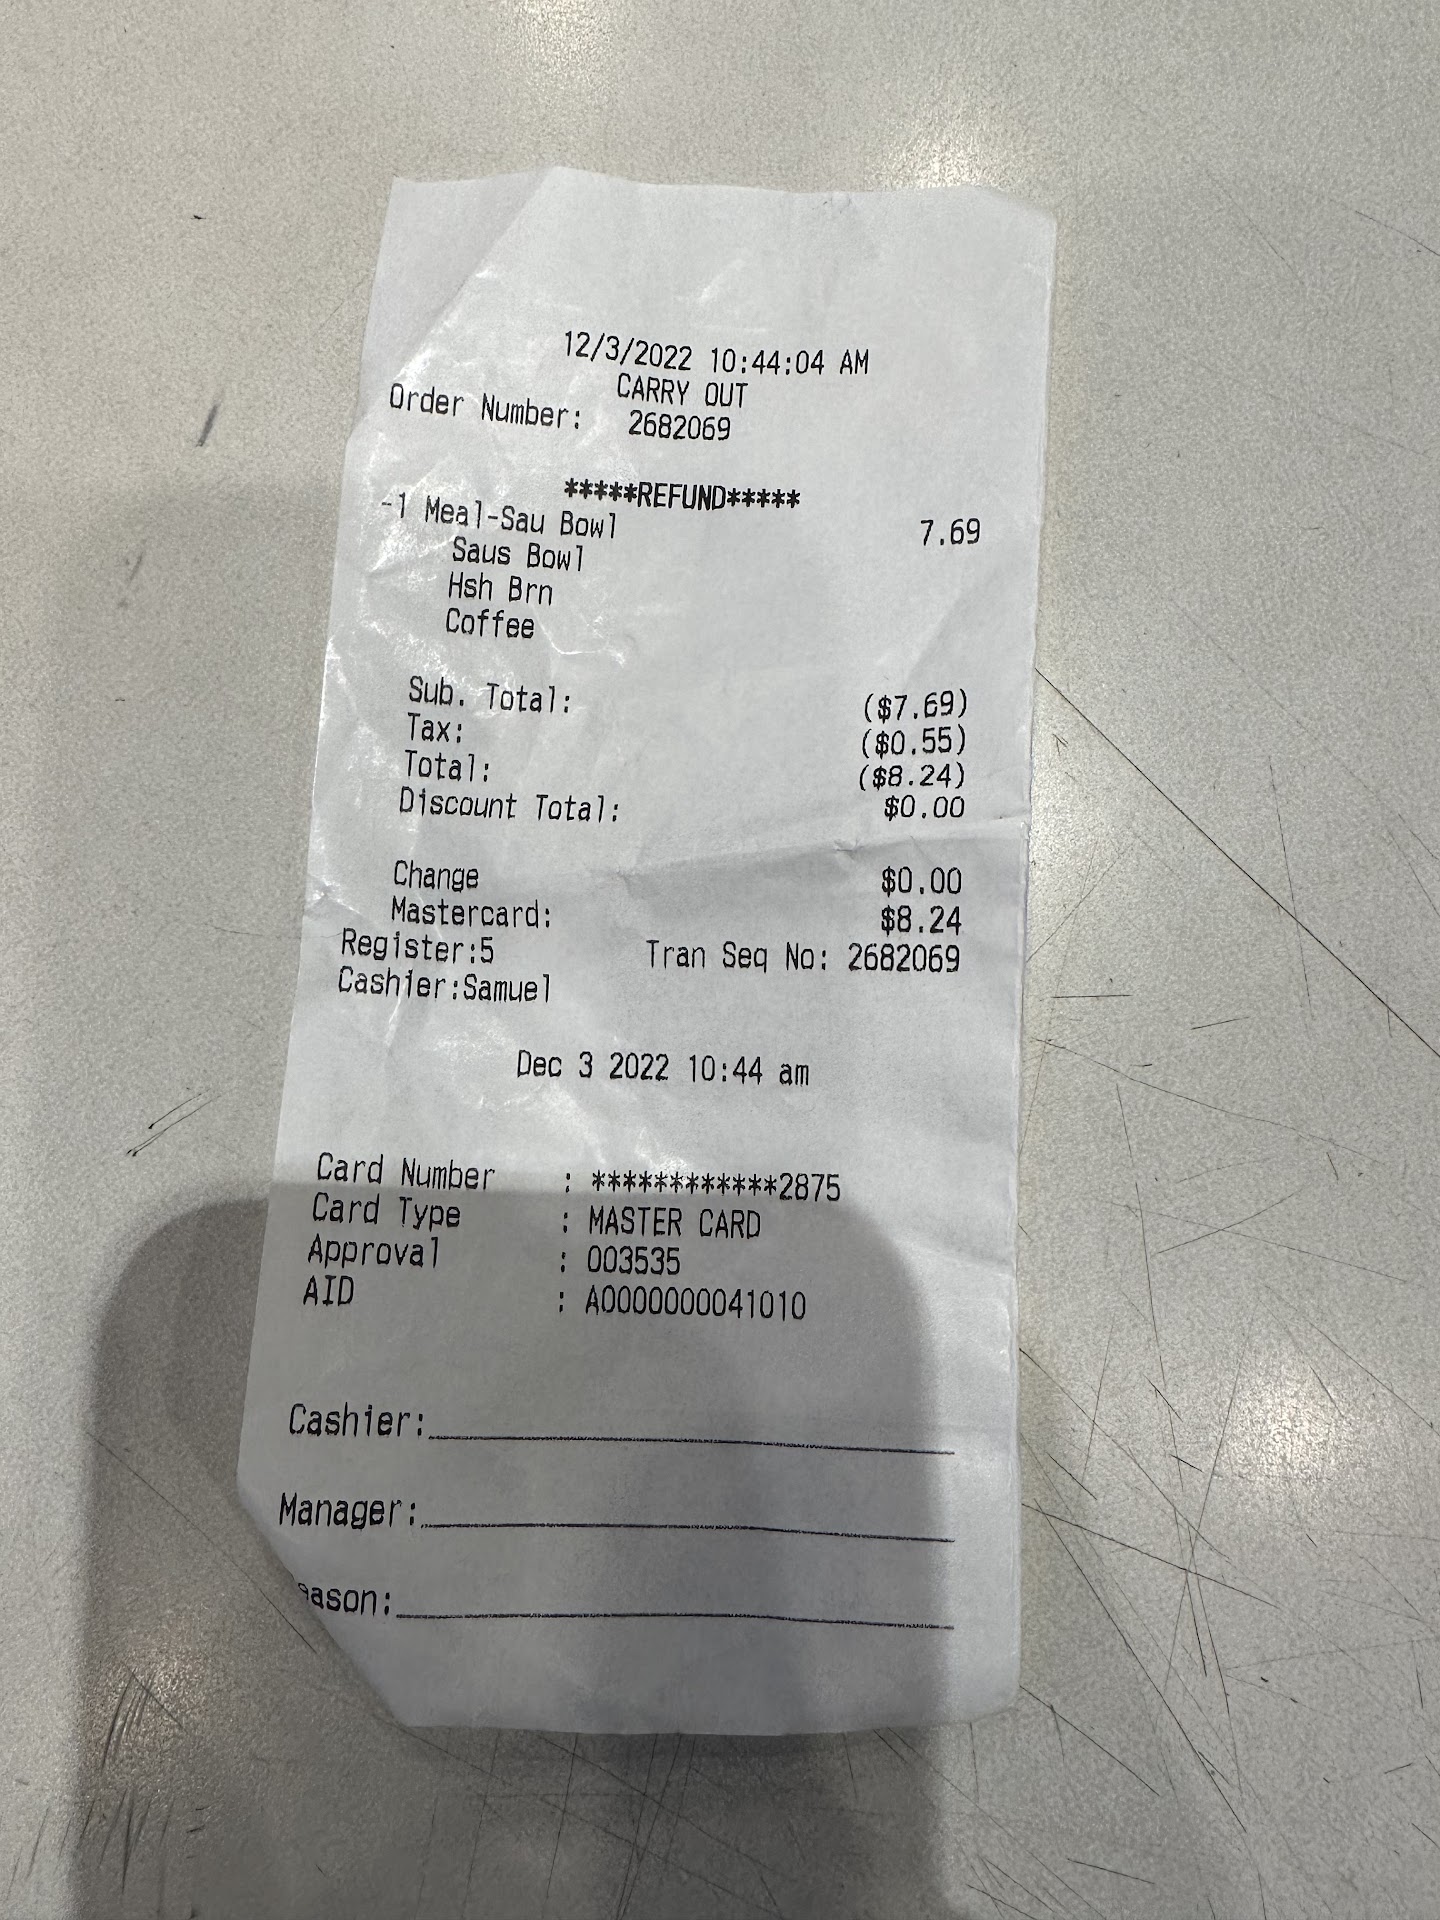 12/3/2022 10:44:04 AM
CARRY OUT
Order Number: 2682069
*****REFUND*****
-1 Meal-Sau Bowl 7.69
Saus Bowl
Hsh Brn
Coffee
Sub. Total: ($7.69)
Tax: ($0.55)
Total: ($8.24)
Discount Total: $0.00
Change $0.00
Mastercard: $8.24
Register:5 Tran Seq No: 2682069
Cashier:Samuel
Dec 3 2022 10:44 am
Card Number : ************2875
Card Type : MASTER CARD
Approval : 003535
AID : A0000000041010
Cashier:
Manager:
eason: